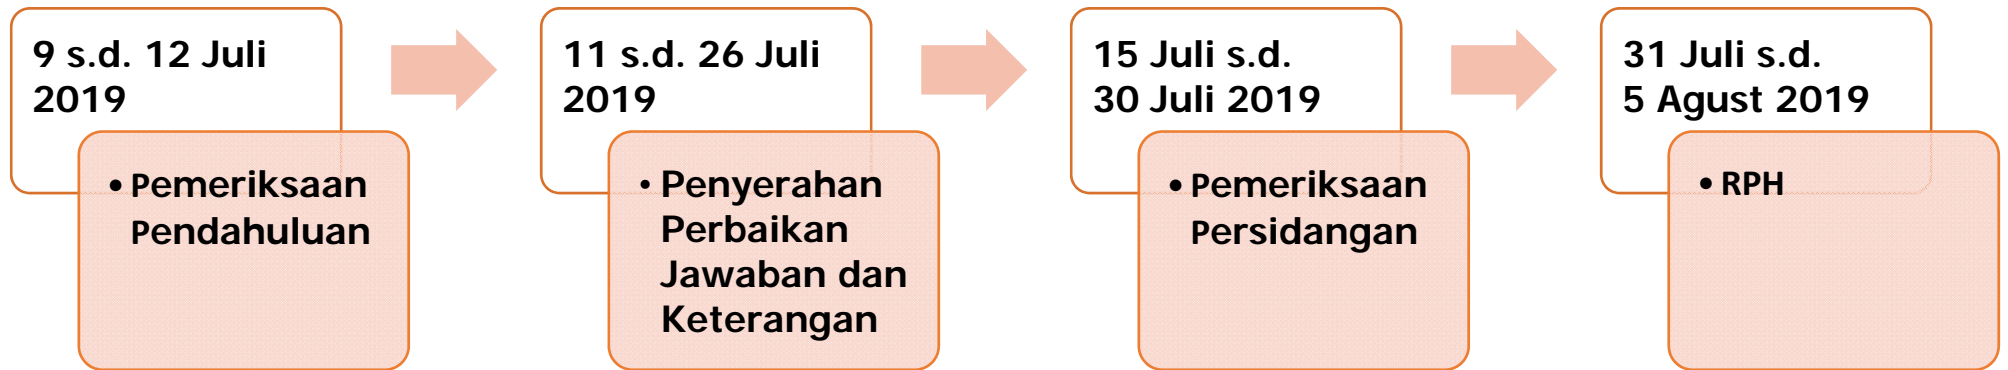 9 s.d. 12 Juli
2019
• Pemeriksaan
Pendahuluan
11 s.d. 26 Juli
2019
• Penyerahan
Perbaikan
Jawaban dan
Keterangan
15 Juli s.d.
30 Juli 2019
• Pemeriksaan
Persidangan
31 Juli s.d.
5 Agust 2019
• RPH